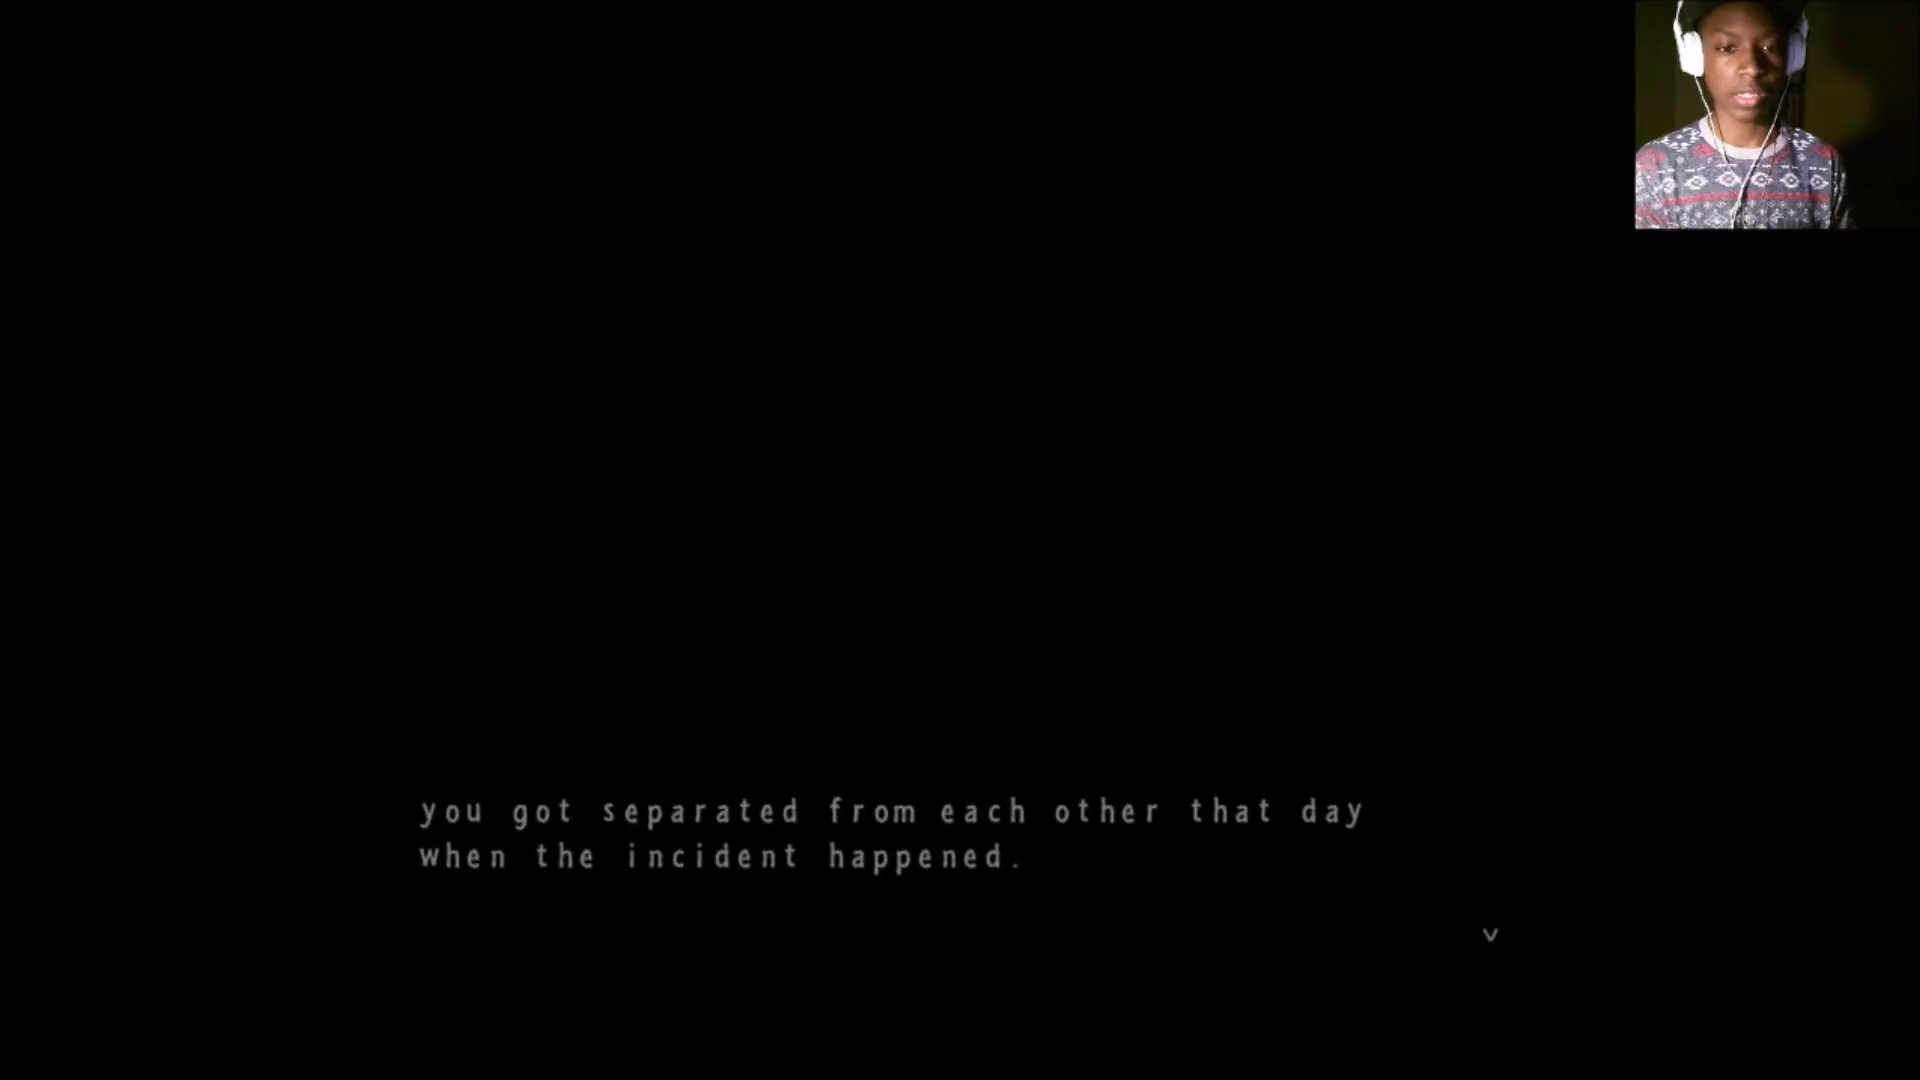 you got separated from each other that day
when the incident happened.